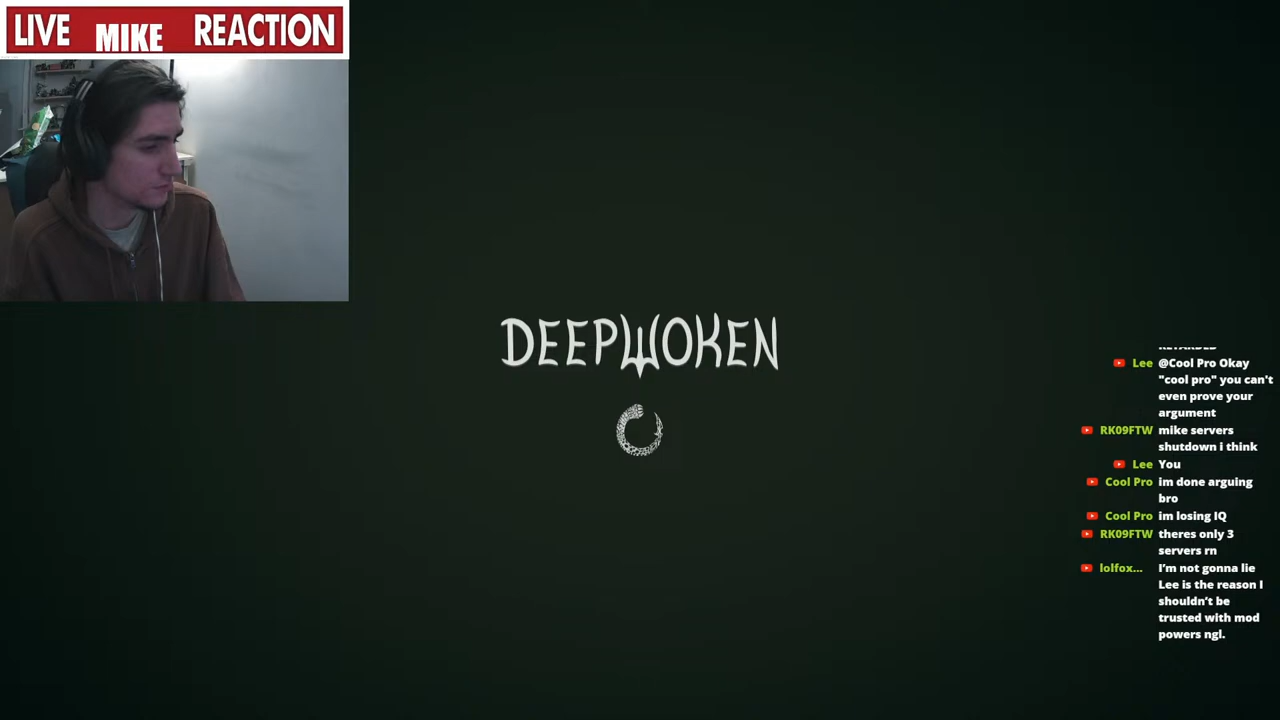 LIVE MIKE REACTION
DEEPWOKEN
Lee @Cool Pro Okay
"cool pro" you can't
even prove your
argument
RK09FTW mike servers
shutdown i think
Lee You
Cool Pro im done arguing
bro
Cool Pro im losing IQ
RK09FTW theres only 3
servers rn
lolfox... I'm not gonna lie
Lee is the reason I
shouldn't be
trusted with mod
powers ngl.